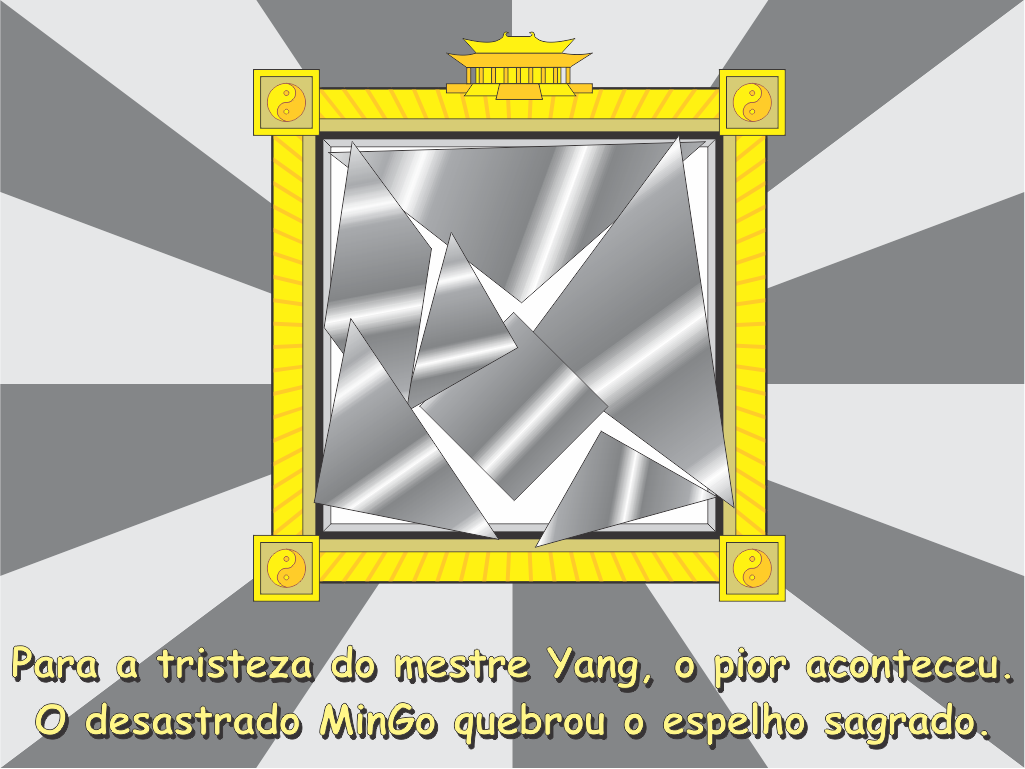 Para a tristeza do mestre Yang, o pior aconteceu.
O desastrado MinGo quebrou o espelho sagrado.